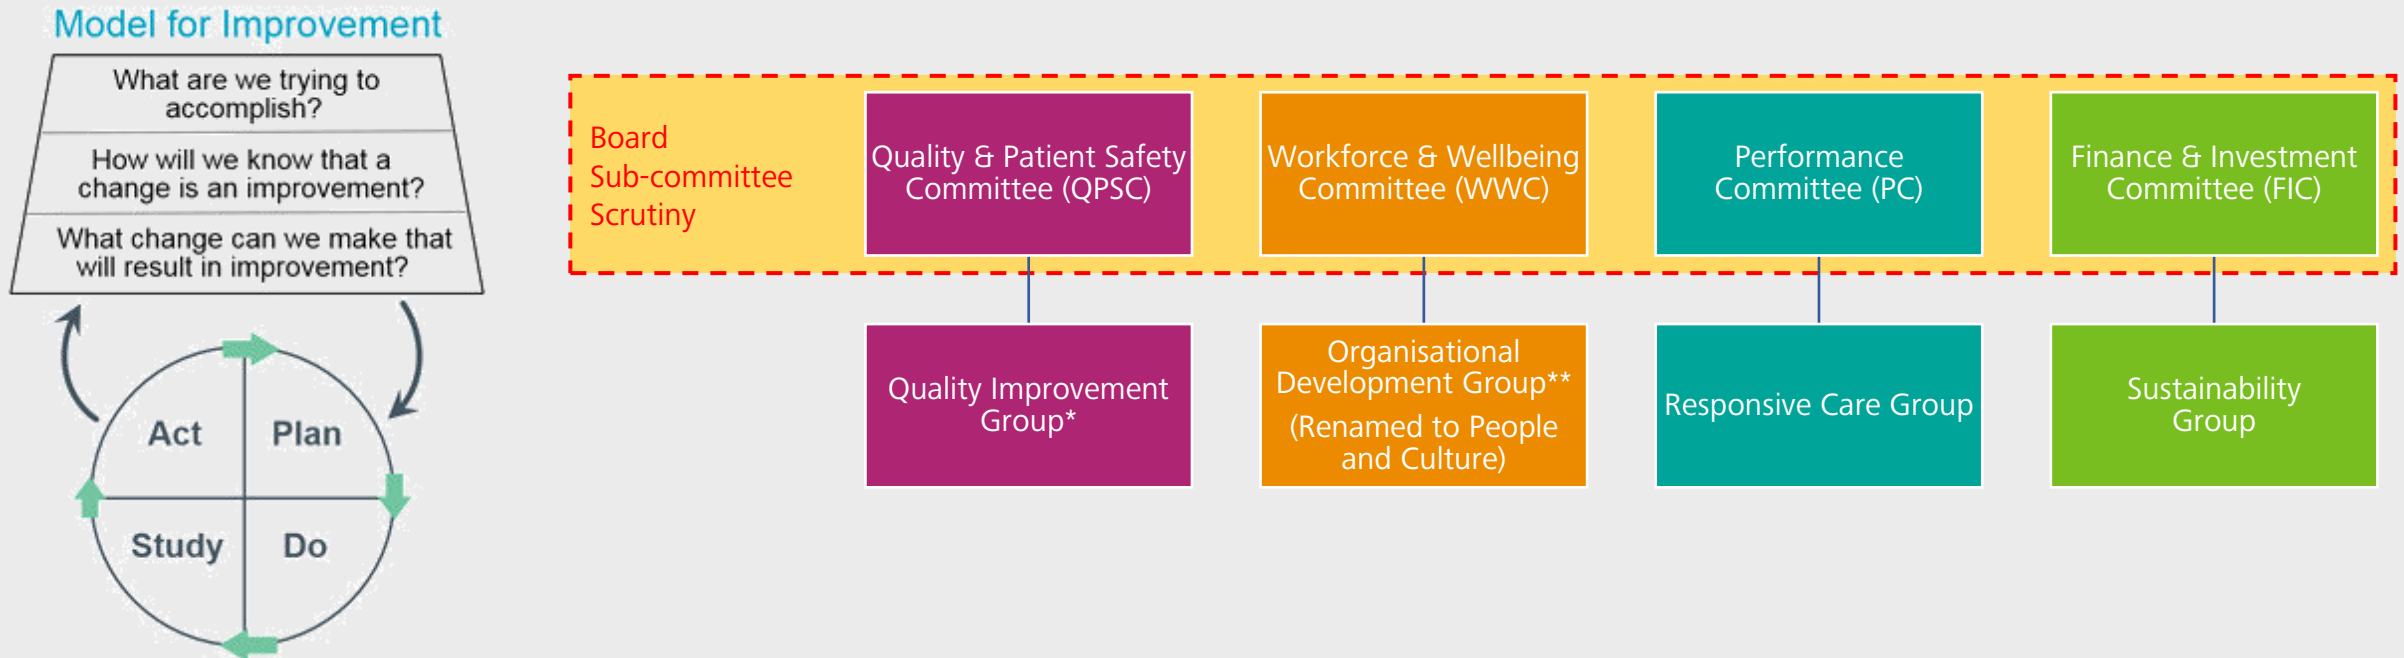 Model for Improvement
What are we trying to
accomplish?
How will we know that a
change is an improvement?
What change can we make that
will result in improvement?
Act
Plan
Study
Do
Board
Sub-committee
Scrutiny
Quality & Patient Safety
Committee (QPSC)
Workforce & Wellbeing
Committee (WWC)
Performance
Committee (PC)
Finance & Investment
Committee (FIC)
Quality Improvement
Group*
Organisational
Development Group**
(Renamed to People
and Culture)
Responsive Care Group
Sustainability
Group